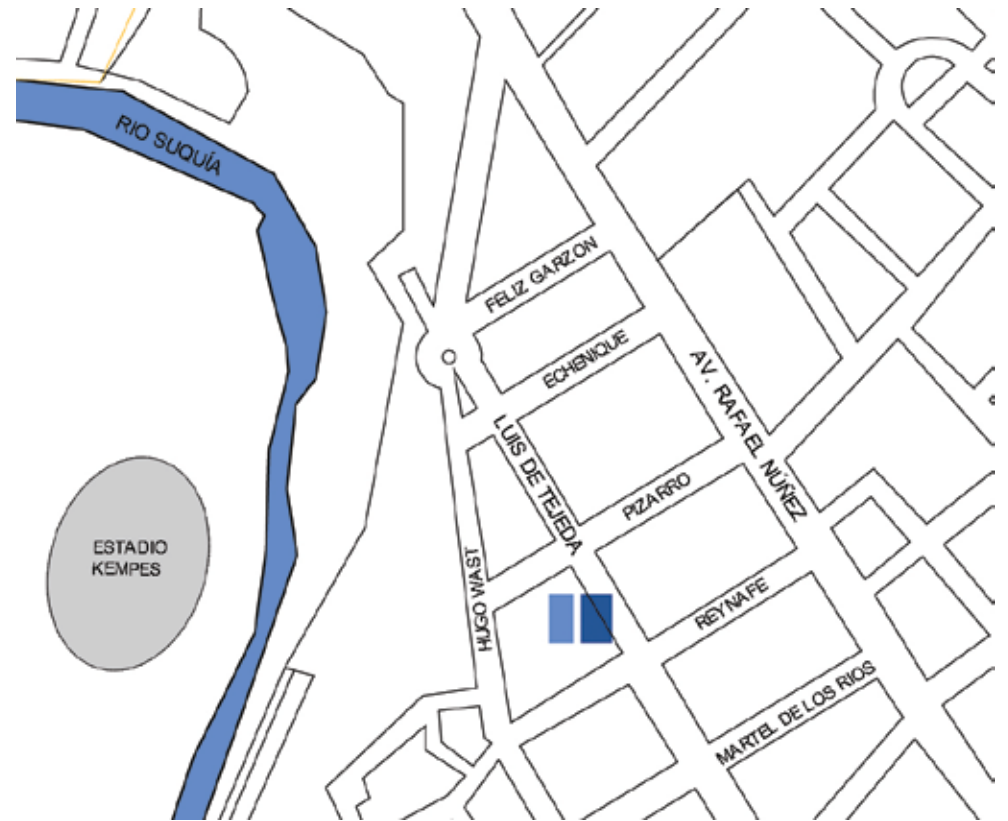 RIO SUQUÍA
FELIZ GARZON
ECHENIQUE
AV. RAFAEL NÚÑEZ
LUIS DE TEJEDA
PIZARRO
ESTADIO
KEMPES
HUGO WAST
REYNAFE
MARTEL DE LOS RIOS